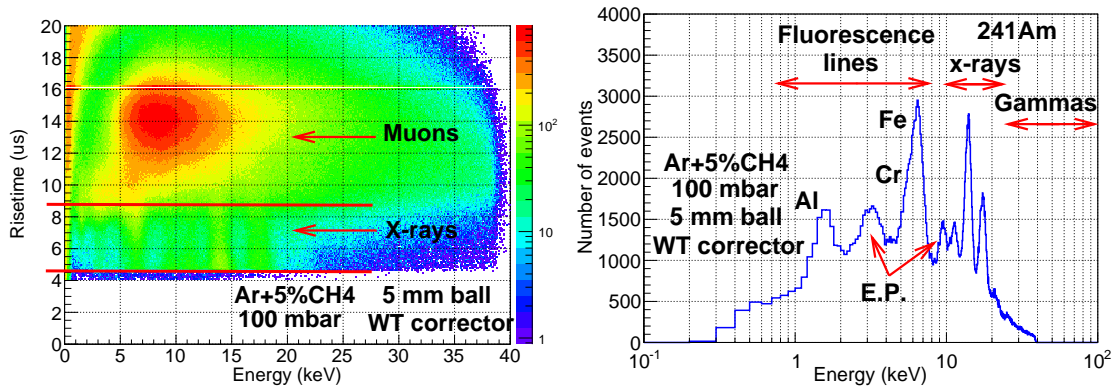 Risetime (us)
20
18
16
14
12
10
8
6
4
2
0
Muons
X-rays
Ar+5%CH4
100 mbar
5 mm ball
WT corrector
0 5 10 15 20 25 30 35 40
Energy (keV)
10²
10
1
Number of events
4000
3500
3000
2500
2000
1500
1000
500
0
Fluorescence
lines
241Am
x-rays
Gammas
Fe
Cr
Al
E.P.
Ar+5%CH4
100 mbar
5 mm ball
WT corrector
10⁻¹ 1 10 10²
Energy (keV)